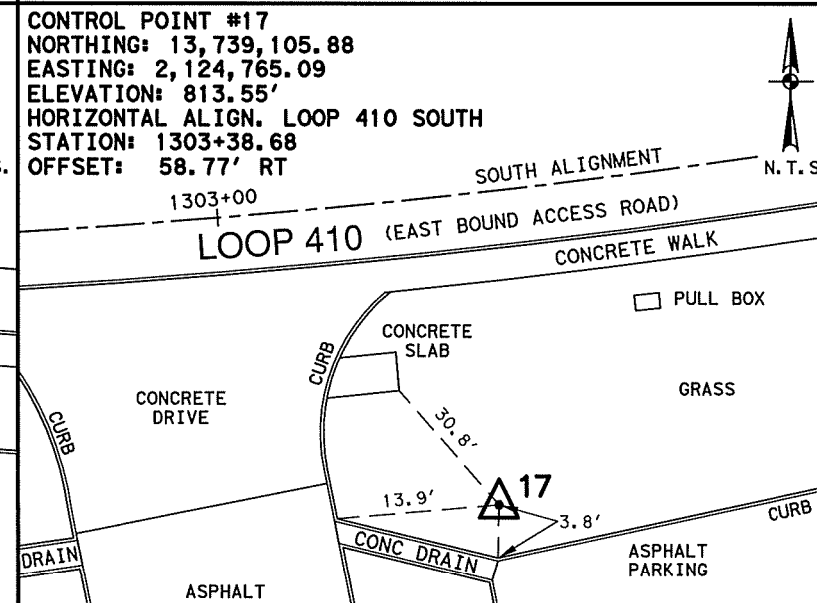 CONTROL POINT #17
NORTHING: 13,739,105.88
EASTING: 2,124,765.09
ELEVATION: 813.55'
HORIZONTAL ALIGN. LOOP 410 SOUTH
STATION: 1303+38.68
OFFSET: 58.77' RT
N.T.S
SOUTH ALIGNMENT
1303+00
LOOP 410 (EAST BOUND ACCESS ROAD)
CONCRETE WALK
PULL BOX
CONCRETE
SLAB
CURB
GRASS
CONCRETE
DRIVE
CURB
30.8'
13.9'
17
3.8'
CURB
CONC DRAIN
DRAIN
ASPHALT
PARKING
ASPHALT